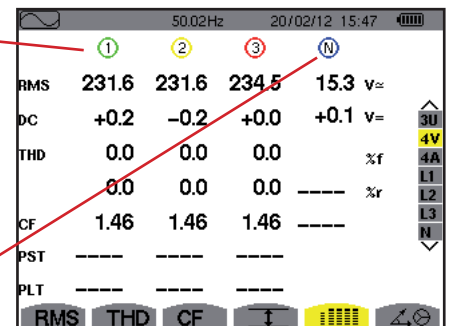 50.02Hz 20/02/12 15:47
1 2 3 N
RMS 231.6 231.6 234.5 15.3 V≃
DC +0.2 -0.2 +0.0 +0.1 V=
THD 0.0 0.0 0.0 %f
0.0 0.0 0.0 ---- %r
CF 1.46 1.46 1.46 ----
PST ---- ---- ----
PLT ---- ---- ----
3U
4V
4A
L1
L2
L3
N
RMS THD CF